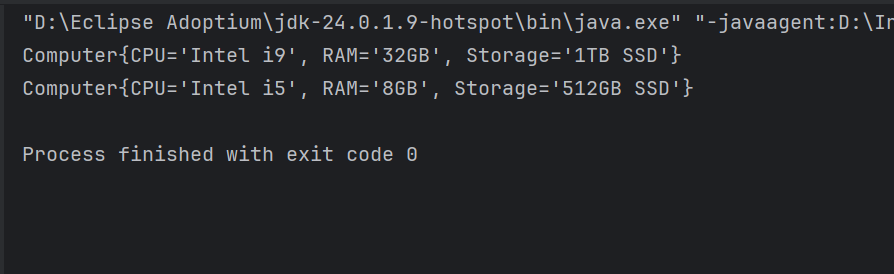 "D:\Eclipse Adoptium\jdk-24.0.1.9-hotspot\bin\java.exe" "-javaagent:D:\In
Computer{CPU='Intel i9', RAM='32GB', Storage='1TB SSD'}
Computer{CPU='Intel i5', RAM='8GB', Storage='512GB SSD'}
Process finished with exit code 0